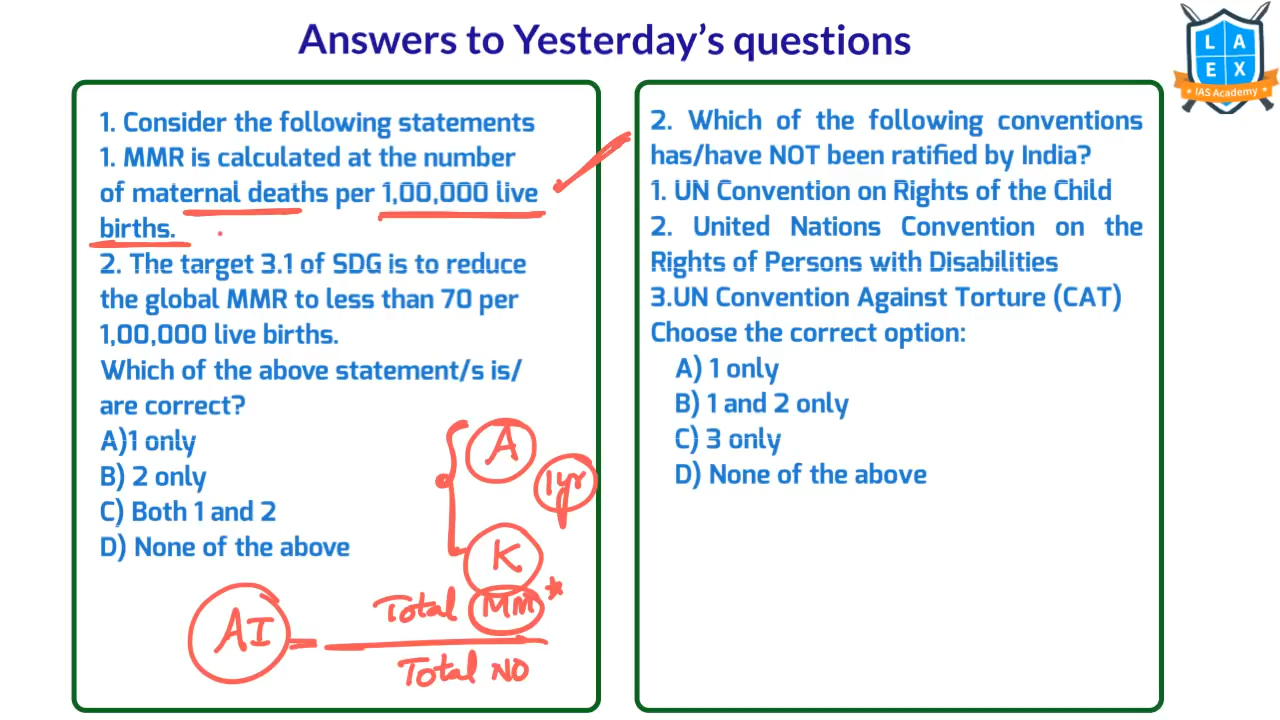 Answers to Yesterday's questions
L A
E X
IAS Academy
1. Consider the following statements
1. MMR is calculated at the number
of maternal deaths per 1,00,000 live
births.
2. The target 3.1 of SDG is to reduce
the global MMR to less than 70 per
1,00,000 live births.
Which of the above statement/s is/
are correct?
A)1 only
B) 2 only
C) Both 1 and 2
D) None of the above
A
1yr
K
Total MM*
AI =
Total NO
2. Which of the following conventions
has/have NOT been ratified by India?
1. UN Convention on Rights of the Child
2. United Nations Convention on the
Rights of Persons with Disabilities
3.UN Convention Against Torture (CAT)
Choose the correct option:
A) 1 only
B) 1 and 2 only
C) 3 only
D) None of the above